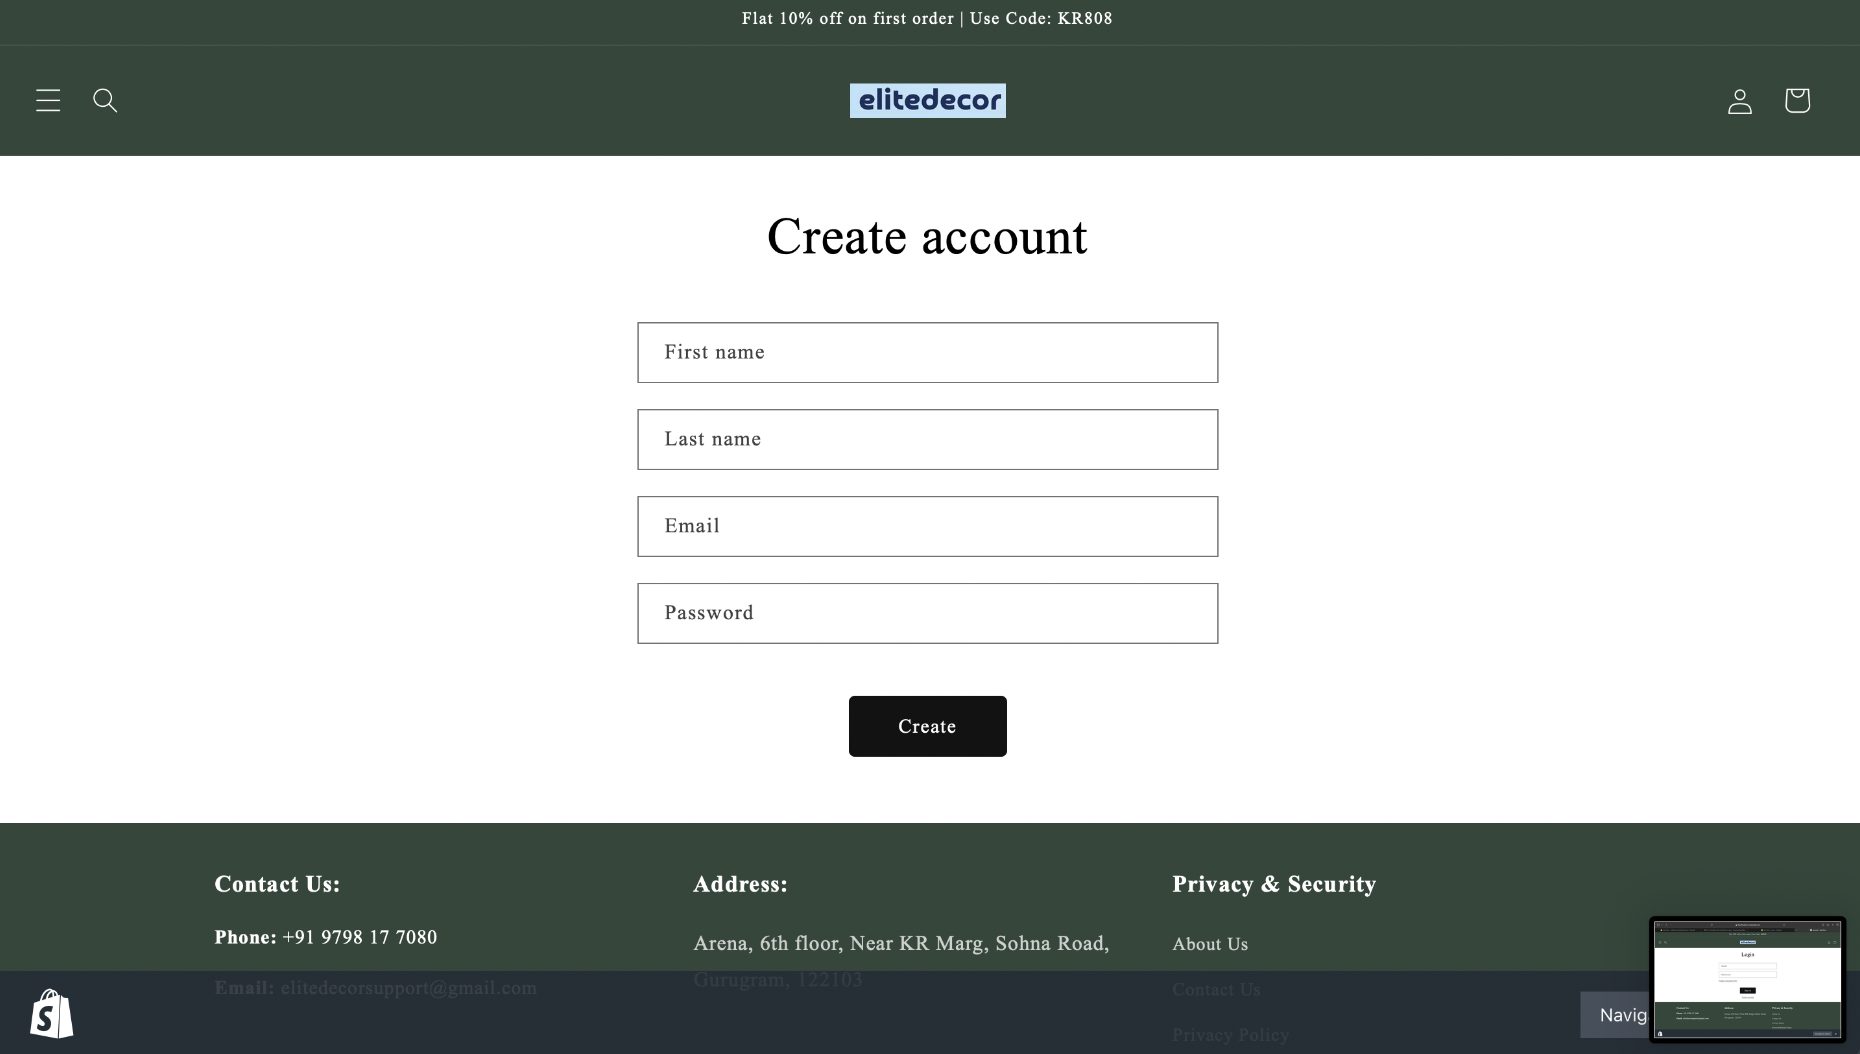 Flat 10% off on first order | Use Code: KR808
elitedecor
Create account
First name
Last name
Email
Password
Create
Contact Us:
Phone: +91 9798 17 7080
Email: elitedecorsupport@gmail.com
Address:
Arena, 6th floor, Near KR Marg, Sohna Road,
Gurugram, 122103
Privacy & Security
About Us
Contact Us
Privacy Policy
Navig
Login